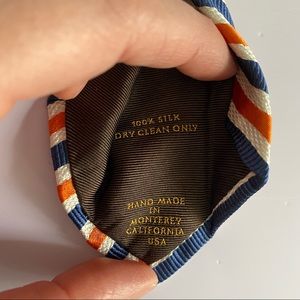 100% SILK
DRY CLEAN ONLY
HAND MADE
IN
MONTEREY
CALIFORNIA
USA